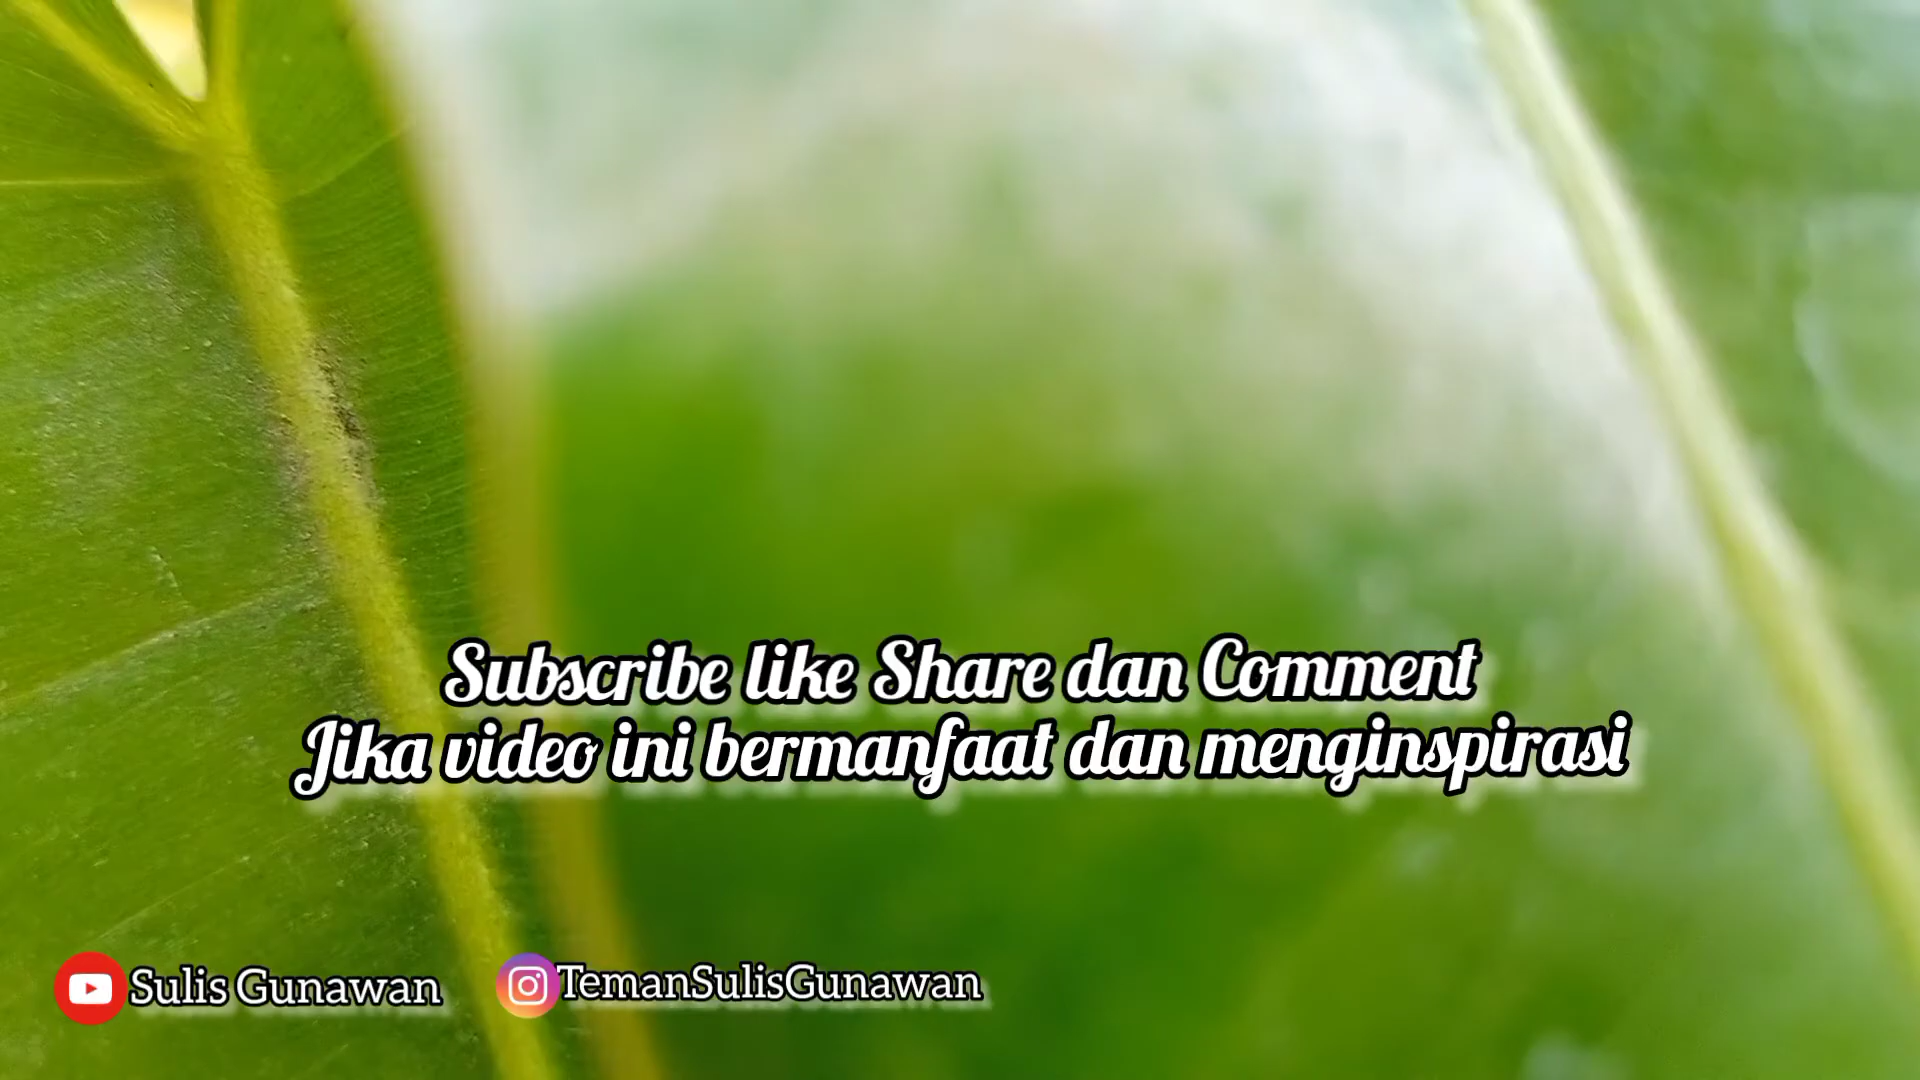 Subscribe like Share dan Comment
Jika video ini bermanfaat dan menginspirasi
Sulis Gunawan
TemanSulisGunawan